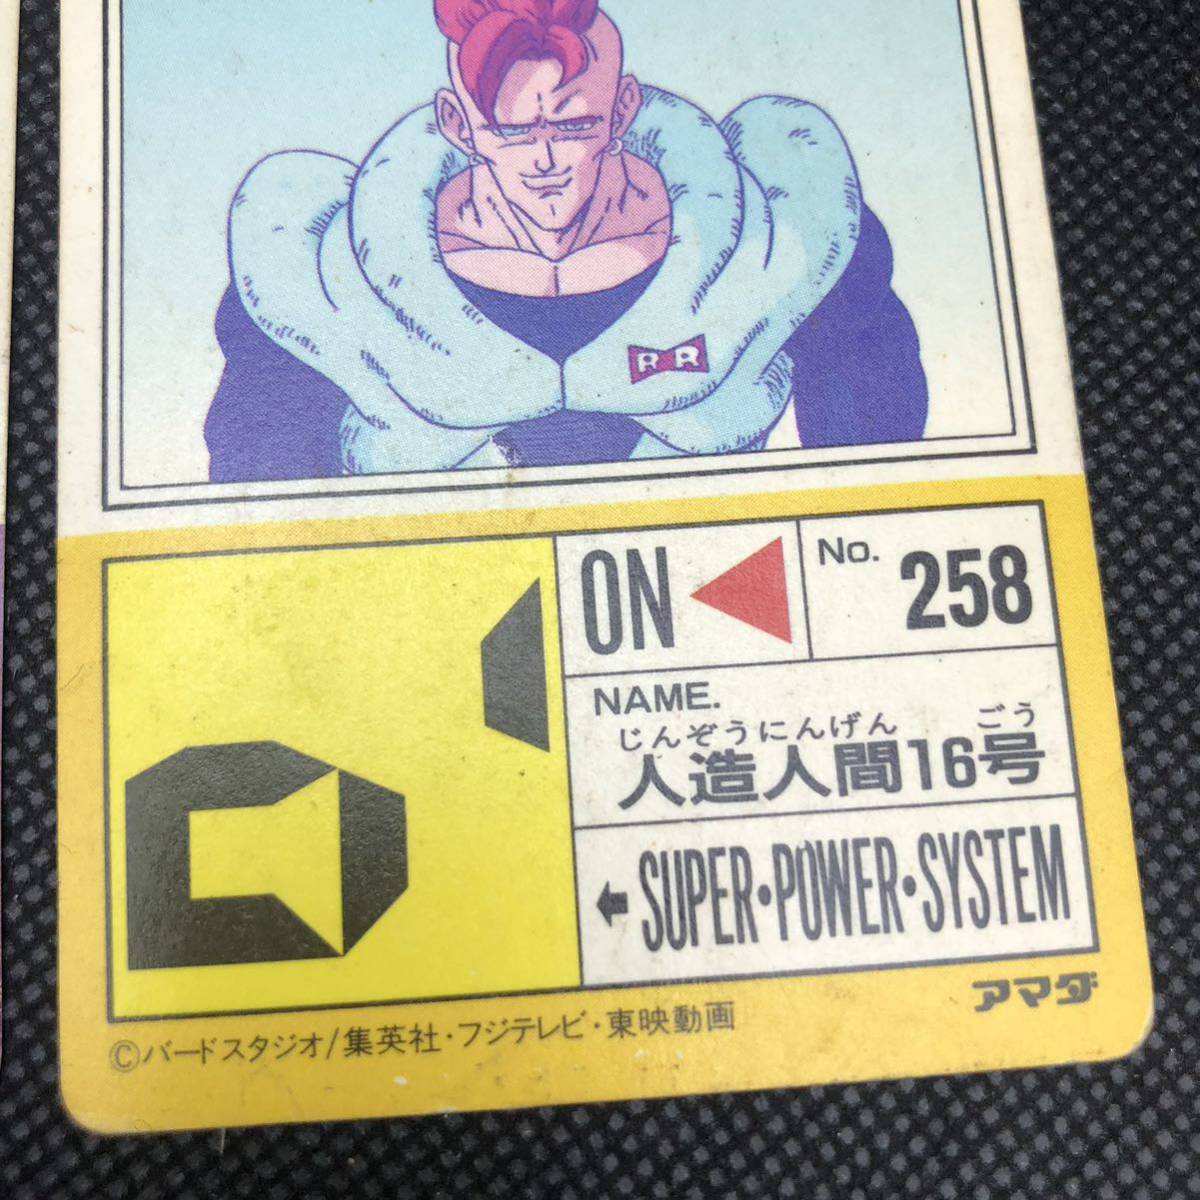 RR
ON
No. 258
NAME.
じんぞうにんげん ごう
人造人間16号
←SUPER・POWER・SYSTEM
アマダ
©バードスタジオ/集英社・フジテレビ・東映動画